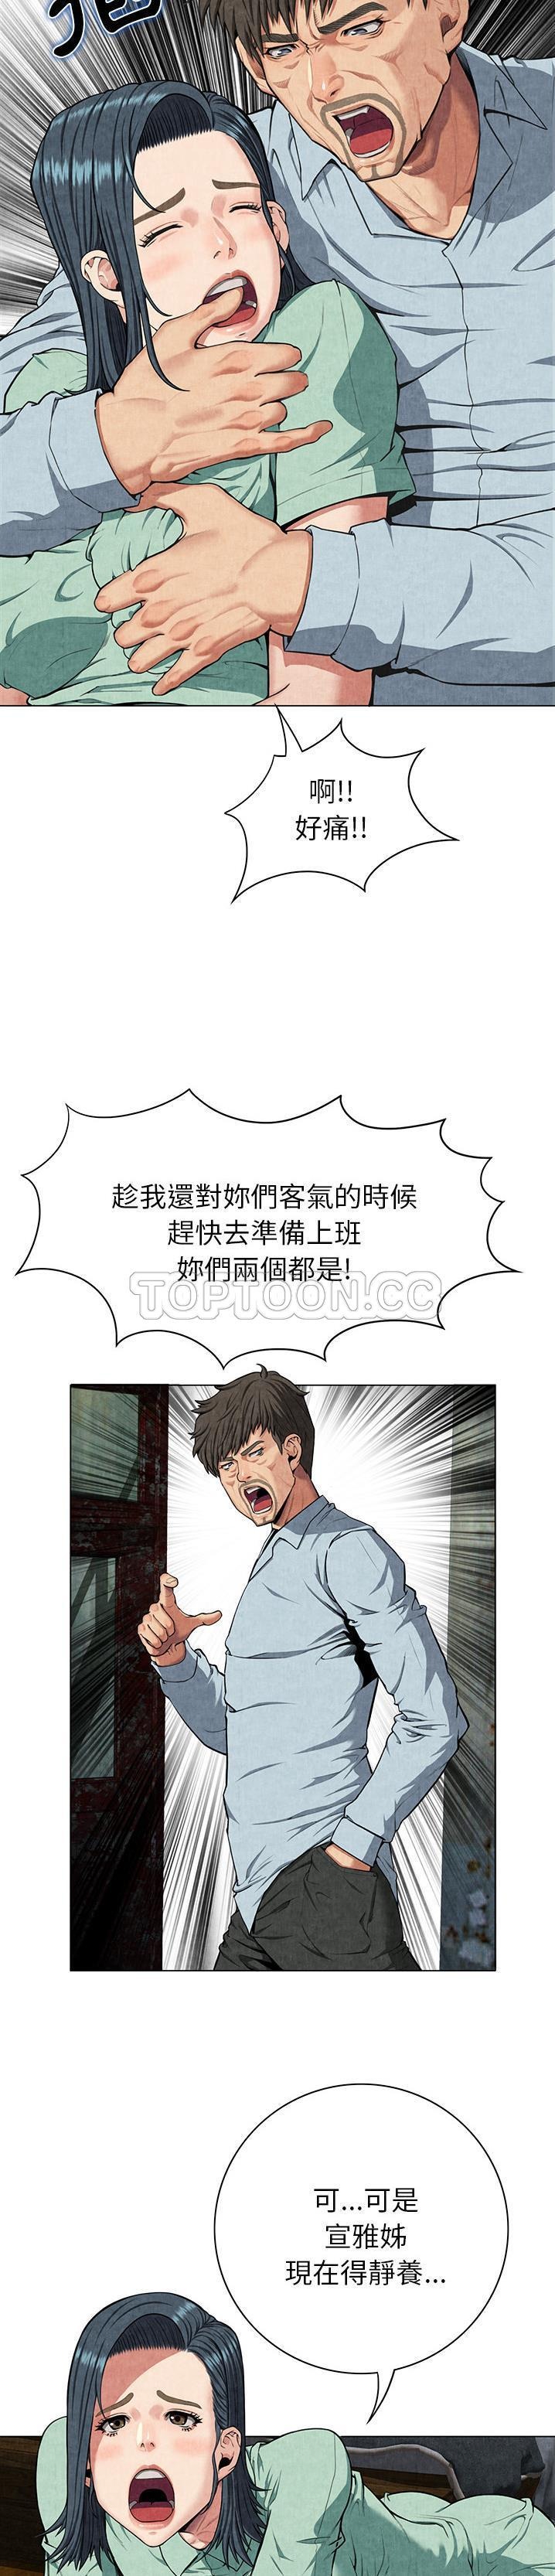 啊!!
好痛!!
趁我還對妳們客氣的時候
趕快去準備上班
妳們兩個都是!
TOPTOON.CC
可...可是
宣雅姊
現在得靜養...